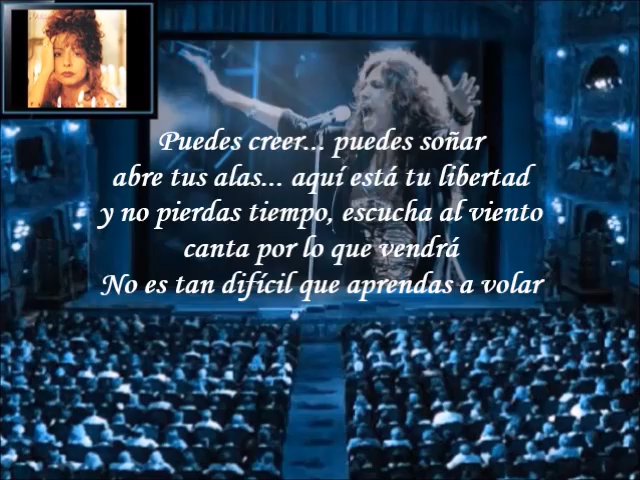 Puedes creer... puedes soñar
abre tus alas... aquí está tu libertad
y no pierdas tiempo, escucha al viento
canta por lo que vendrá
No es tan difícil que aprendas a volar